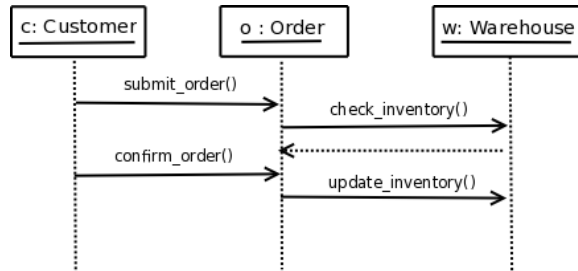 c: Customer
o : Order
w: Warehouse
submit_order()
check_inventory()
confirm_order()
update_inventory()